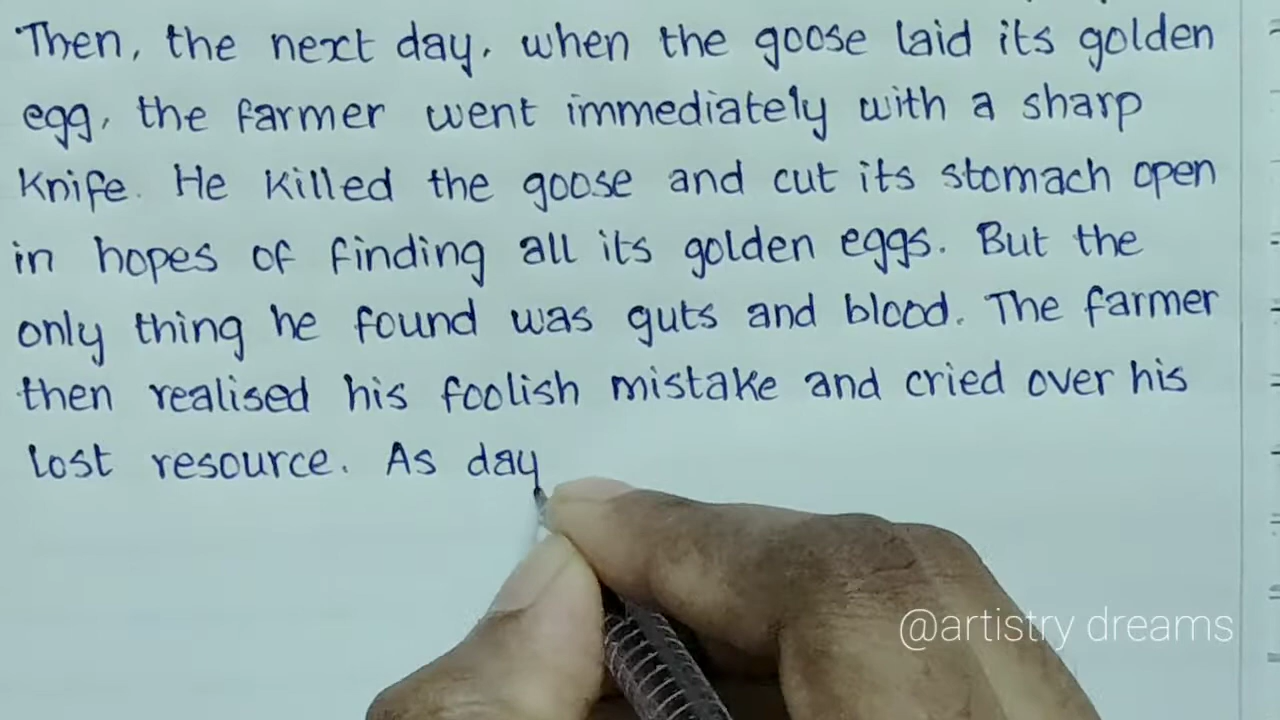 Then, the next day, when the goose laid its golden
egg, the farmer went immediately with a sharp
knife. He killed the goose and cut its stomach open
in hopes of finding all its golden eggs. But the
only thing he found was guts and blood. The farmer
then realised his foolish mistake and cried over his
lost resource. As day
@artistry dreams